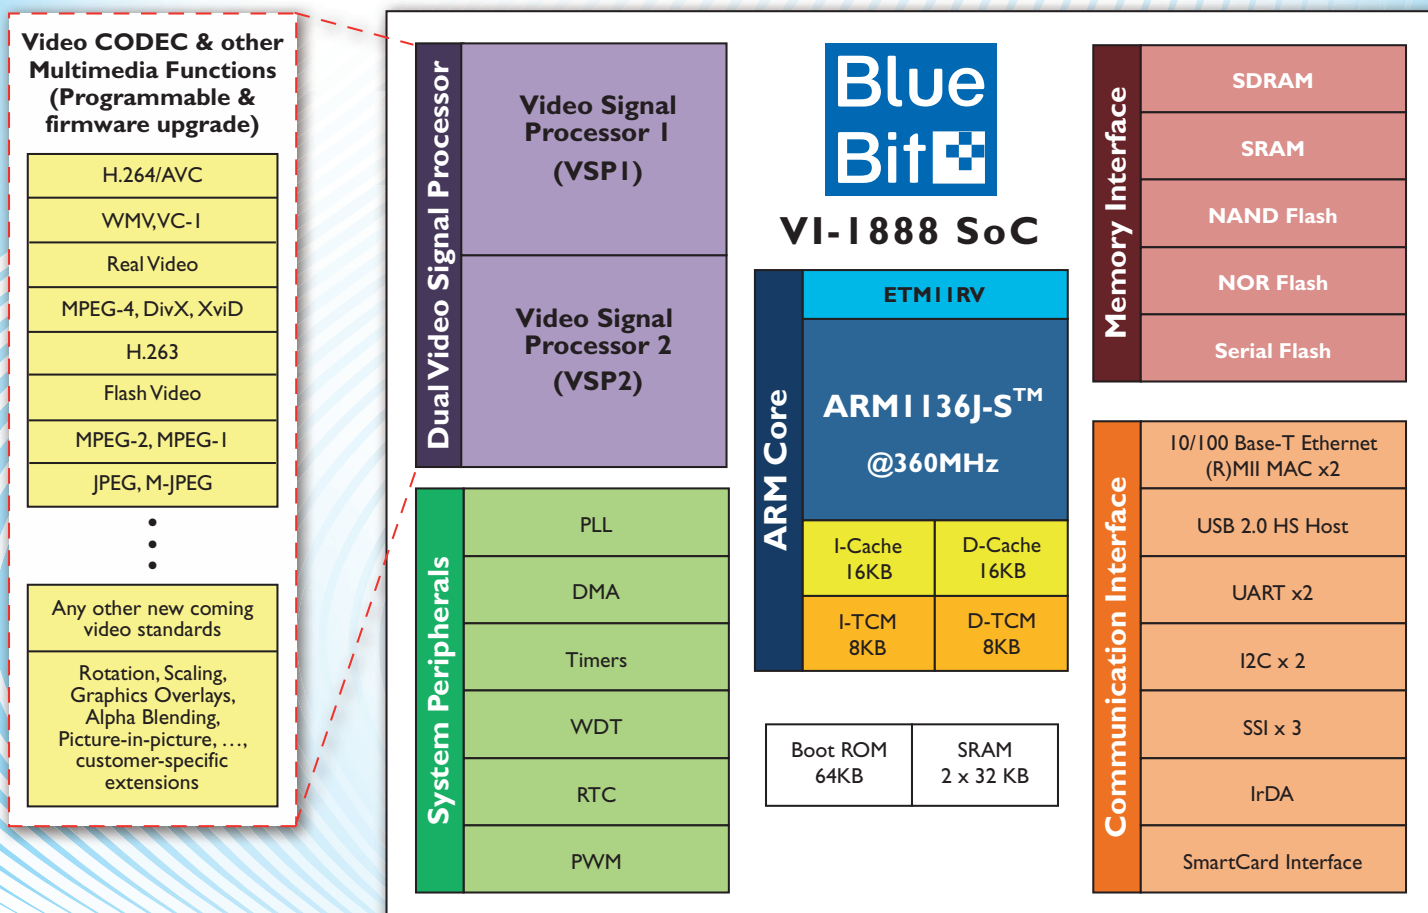 Video CODEC & other
Multimedia Functions
(Programmable &
firmware upgrade)
H.264/AVC
WMV,VC-1
Real Video
MPEG-4, DivX, XviD
H.263
Flash Video
MPEG-2, MPEG-1
JPEG, M-JPEG
Any other new coming
video standards
Rotation, Scaling,
Graphics Overlays,
Alpha Blending,
Picture-in-picture, …,
customer-specific
extensions
Dual Video Signal Processor
Video Signal
Processor 1
(VSP1)
Video Signal
Processor 2
(VSP2)
System Peripherals
PLL
DMA
Timers
WDT
RTC
PWM
Blue
Bit
VI-1888 SoC
ARM Core
ETM11RV
ARM1136J-S™
@360MHz
I-Cache
16KB
D-Cache
16KB
I-TCM
8KB
D-TCM
8KB
Boot ROM
64KB
SRAM
2 x 32 KB
Memory Interface
SDRAM
SRAM
NAND Flash
NOR Flash
Serial Flash
Communication Interface
10/100 Base-T Ethernet
(R)MII MAC x2
USB 2.0 HS Host
UART x2
I2C x 2
SSI x 3
IrDA
SmartCard Interface